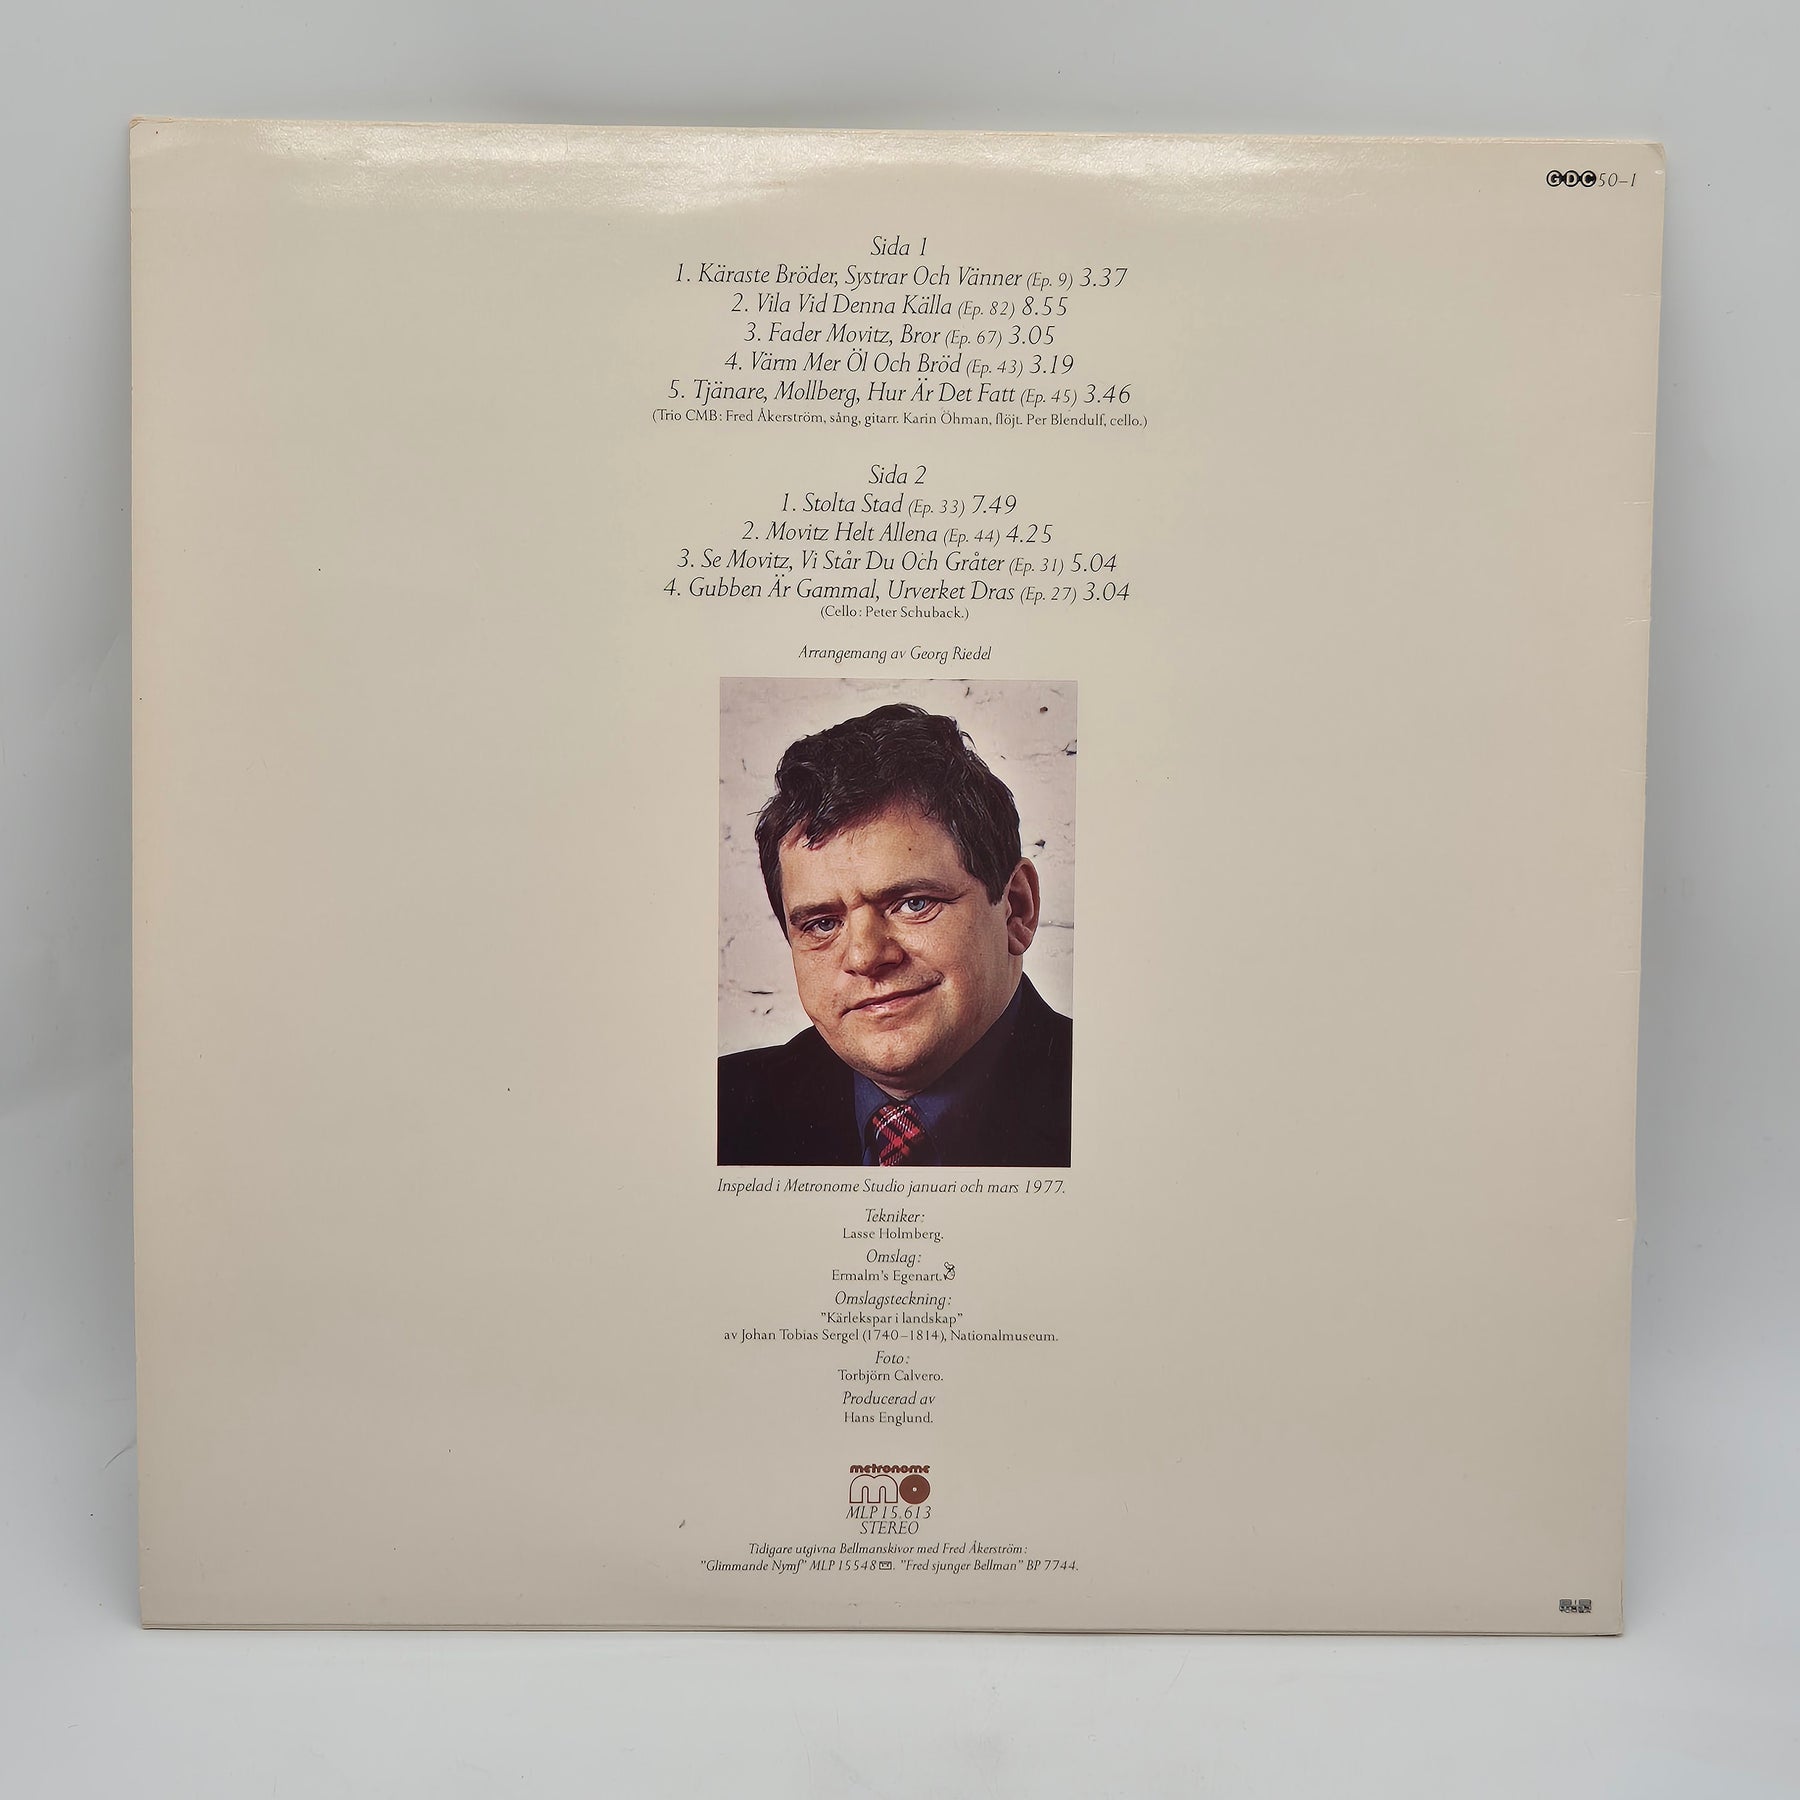 GDC 50–1
Sida 1
1. Käraste Bröder, Systrar Och Vänner (Ep. 9) 3.37
2. Vila Vid Denna Källa (Ep. 82) 8.55
3. Fader Movitz, Bror (Ep. 67) 3.05
4. Värm Mer Öl Och Bröd (Ep. 43) 3.19
5. Tjänare, Mollberg, Hur Är Det Fatt (Ep. 45) 3.46
(Trio CMB: Fred Åkerström, sång, gitarr. Karin Öhman, flöjt. Per Blendulf, cello.)
Sida 2
1. Stolta Stad (Ep. 33) 7.49
2. Movitz Helt Allena (Ep. 44) 4.25
3. Se Movitz, Vi Står Du Och Gråter (Ep. 31) 5.04
4. Gubben Är Gammal, Urverket Dras (Ep. 27) 3.04
(Cello: Peter Schuback.)
Arrangemang av Georg Riedel
Inspelad i Metronome Studio januari och mars 1977.
Tekniker:
Lasse Holmberg.
Omslag:
Ermalm's Egenart.
Omslagsteckning:
"Kärlekspar i landskap"
av Johan Tobias Sergel (1740–1814), Nationalmuseum.
Foto:
Torbjörn Calvero.
Producerad av
Hans Englund.
metronome
mo
MLP 15.613
STEREO
Tidigare utgivna Bellmanskivor med Fred Åkerström:
"Glimmande Nymf" MLP 15548. "Fred sjunger Bellman" BP 7744.